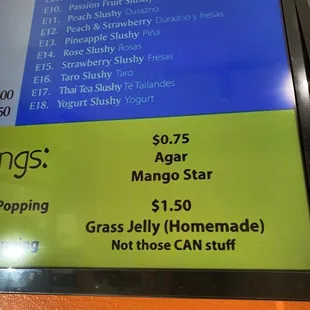 E10. Passion Fruit Slushy
E11. Peach Slushy Durazno
E12. Peach & Strawberry Durazno y fresas
E13. Pineapple Slushy Piña
E14. Rose Slushy Rosas
E15. Strawberry Slushy Fresas
E16. Taro Slushy Taro
E17. Thai Tea Slushy Té Tailandes
E18. Yogurt Slushy Yogurt
00
50
ngs:
$0.75
Agar
Mango Star
Popping
$1.50
Grass Jelly (Homemade)
Not those CAN stuff